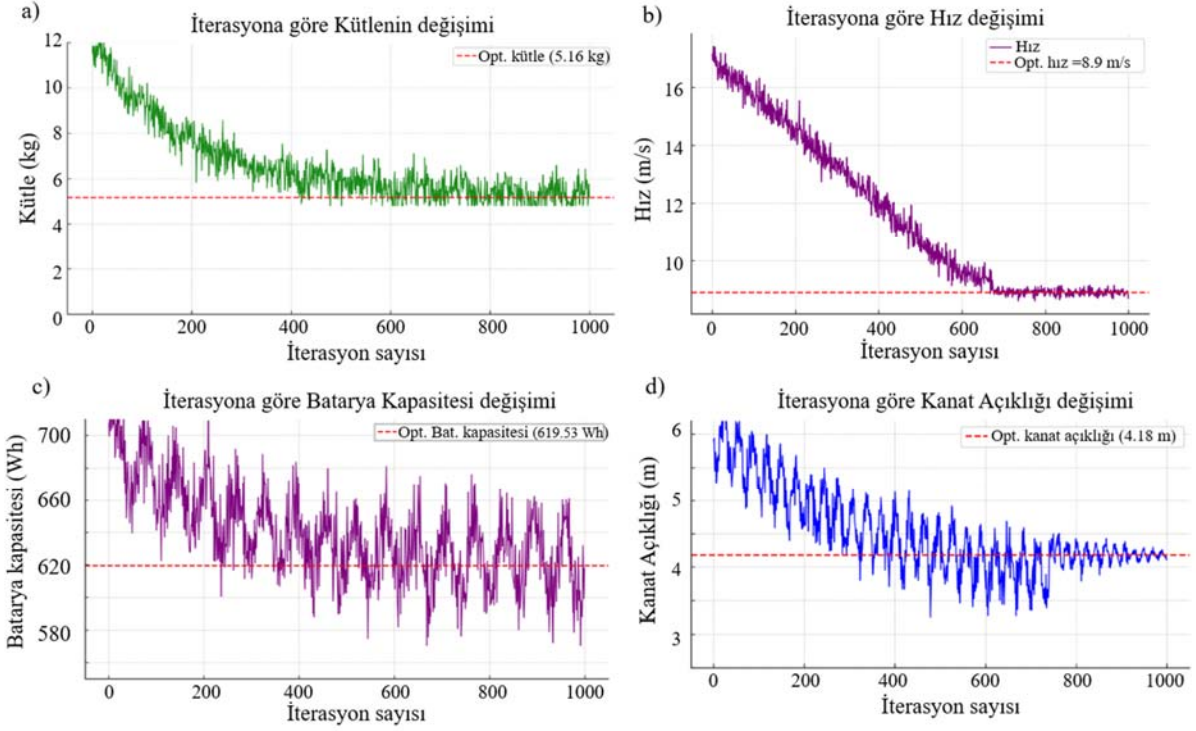 a)
İterasyona göre Kütlenin değişimi
12
10
8
6
4
2
0
Kütle (kg)
Opt. kütle (5.16 kg)
0 200 400 600 800 1000
İterasyon sayısı
b)
İterasyona göre Hız değişimi
16
14
12
10
Hız (m/s)
Hız
Opt. hız =8.9 m/s
0 200 400 600 800 1000
İterasyon sayısı
c)
İterasyona göre Batarya Kapasitesi değişimi
700
660
620
580
Batarya kapasitesi (Wh)
Opt. Bat. kapasitesi (619.53 Wh)
0 200 400 600 800 1000
İterasyon sayısı
d)
İterasyona göre Kanat Açıklığı değişimi
6
5
4
3
Kanat Açıklığı (m)
Opt. kanat açıklığı (4.18 m)
0 200 400 600 800 1000
İterasyon sayısı